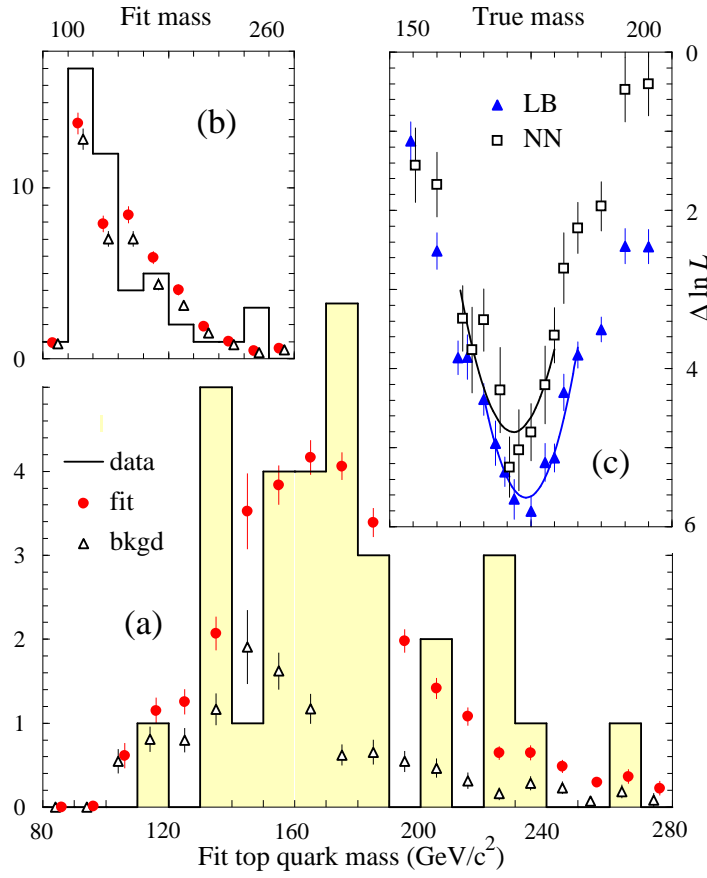 Fit mass
True mass
100
260
150
200
0
(b)
LB
NN
10
2
Δ ln L
0
4
data
fit
bkgd
(c)
4
6
3
2
(a)
1
0
80
120
160
200
240
280
Fit top quark mass (GeV/c²)